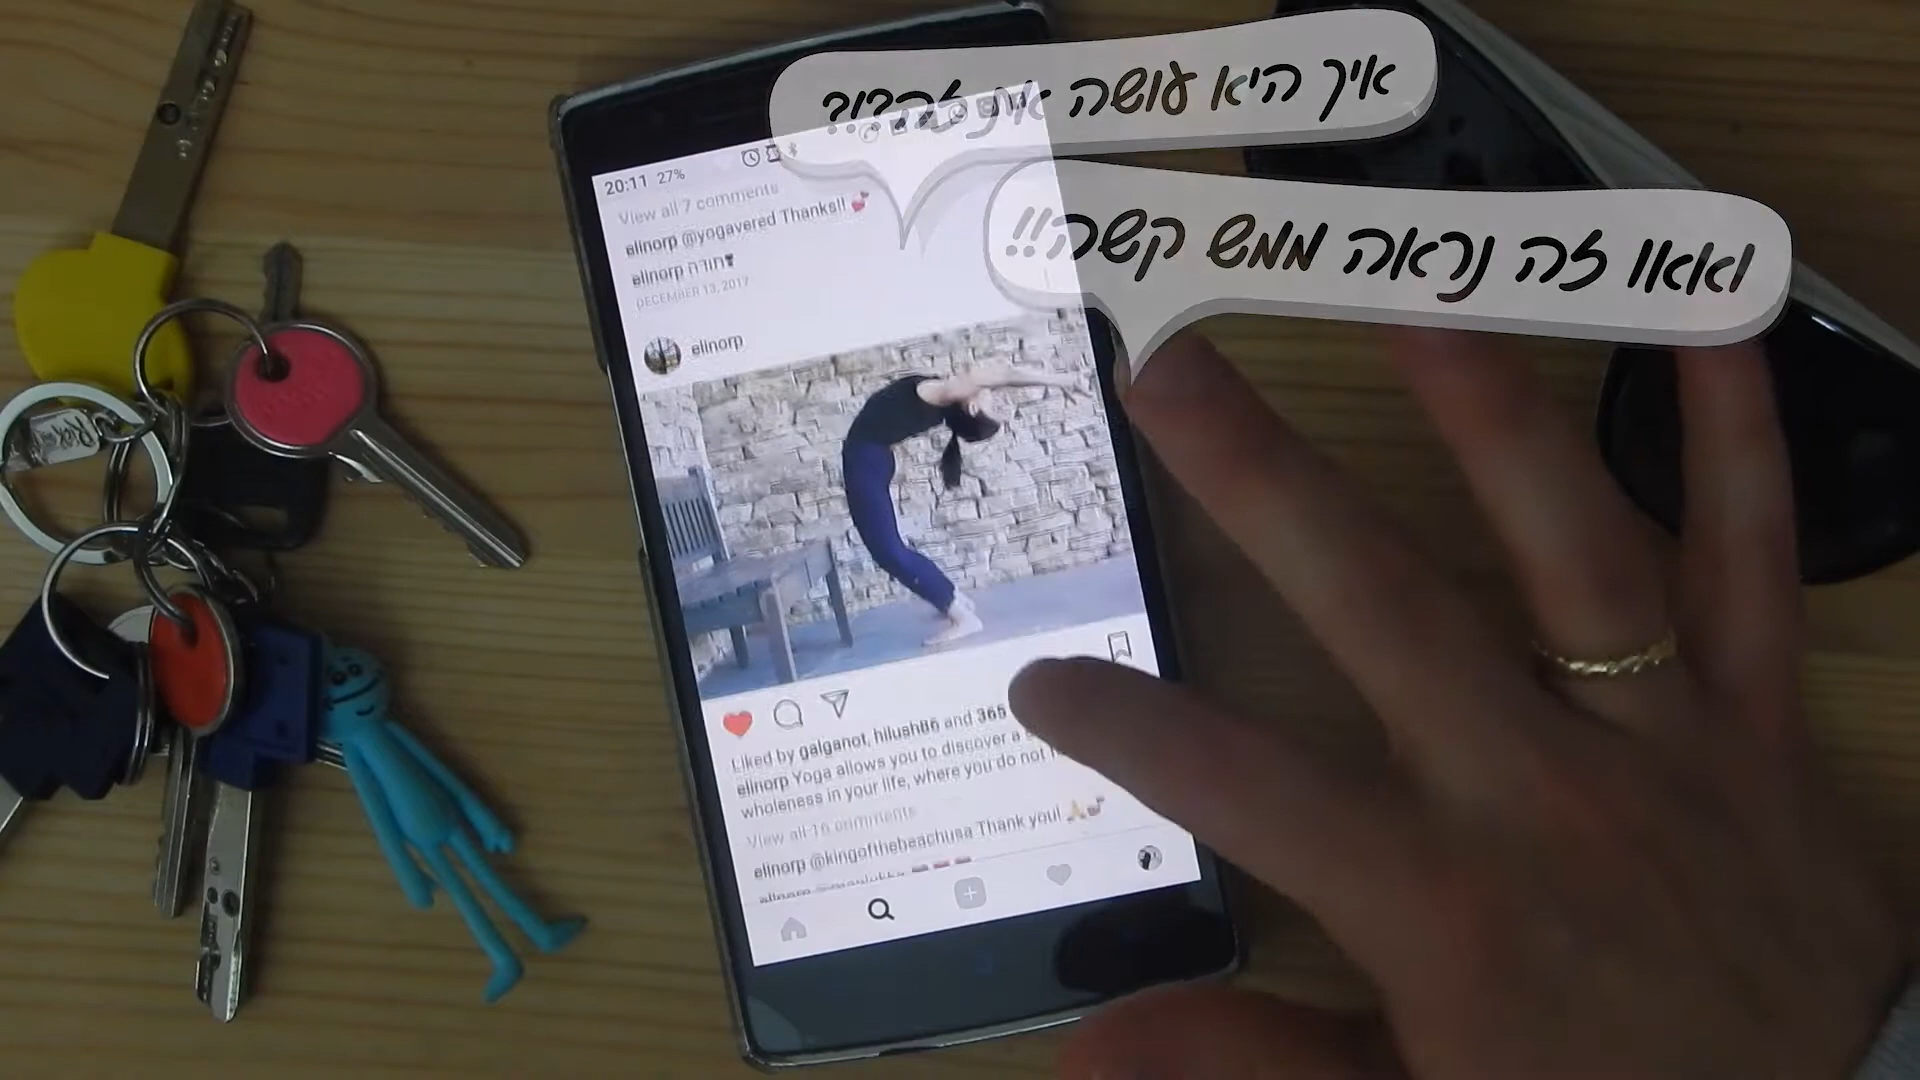 איך היא עושה את זה?!?
וואאו זה נראה ממש קשה!!
20:11 27%
View all 7 comments
elinorp @yogavered Thanks!! 💕
elinorp תודה❣
DECEMBER 13, 2017
elinorp
Liked by galganot, hilush86 and 365
elinorp Yoga allows you to discover a
wholeness in your life, where you do not
View all 16 comments
elinorp @kingofthebeachusa Thank you! 🙏💕